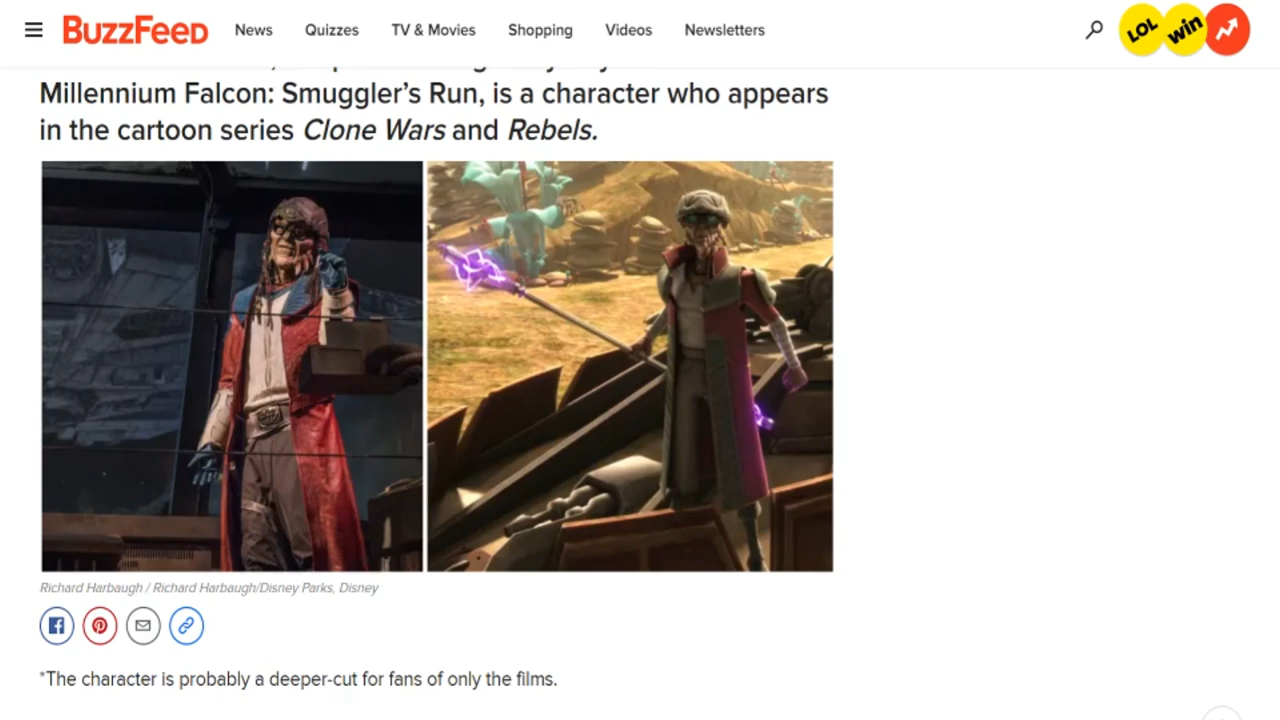 BuzzFeed News Quizzes TV & Movies Shopping Videos Newsletters LOL win
Millennium Falcon: Smuggler's Run, is a character who appears
in the cartoon series Clone Wars and Rebels.
Richard Harbaugh / Richard Harbaugh/Disney Parks, Disney
*The character is probably a deeper-cut for fans of only the films.